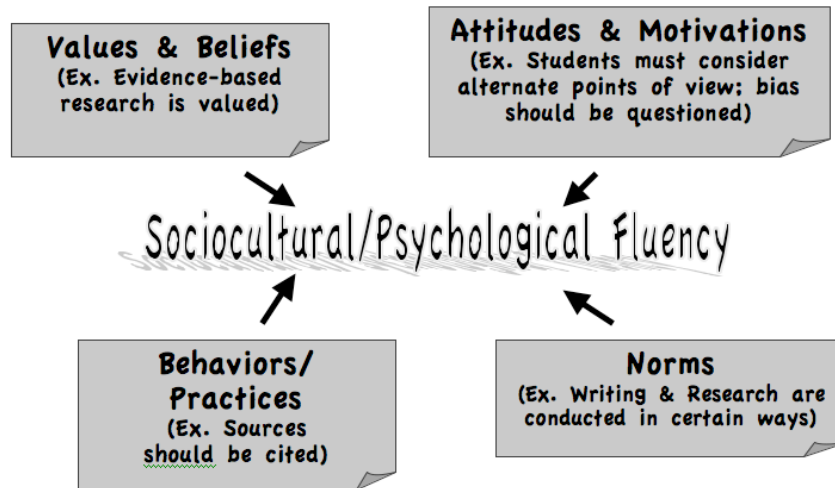 Values & Beliefs
(Ex. Evidence-based
research is valued)
Attitudes & Motivations
(Ex. Students must consider
alternate points of view; bias
should be questioned)
Sociocultural/Psychological Fluency
Behaviors/
Practices
(Ex. Sources
should be cited)
Norms
(Ex. Writing & Research are
conducted in certain ways)